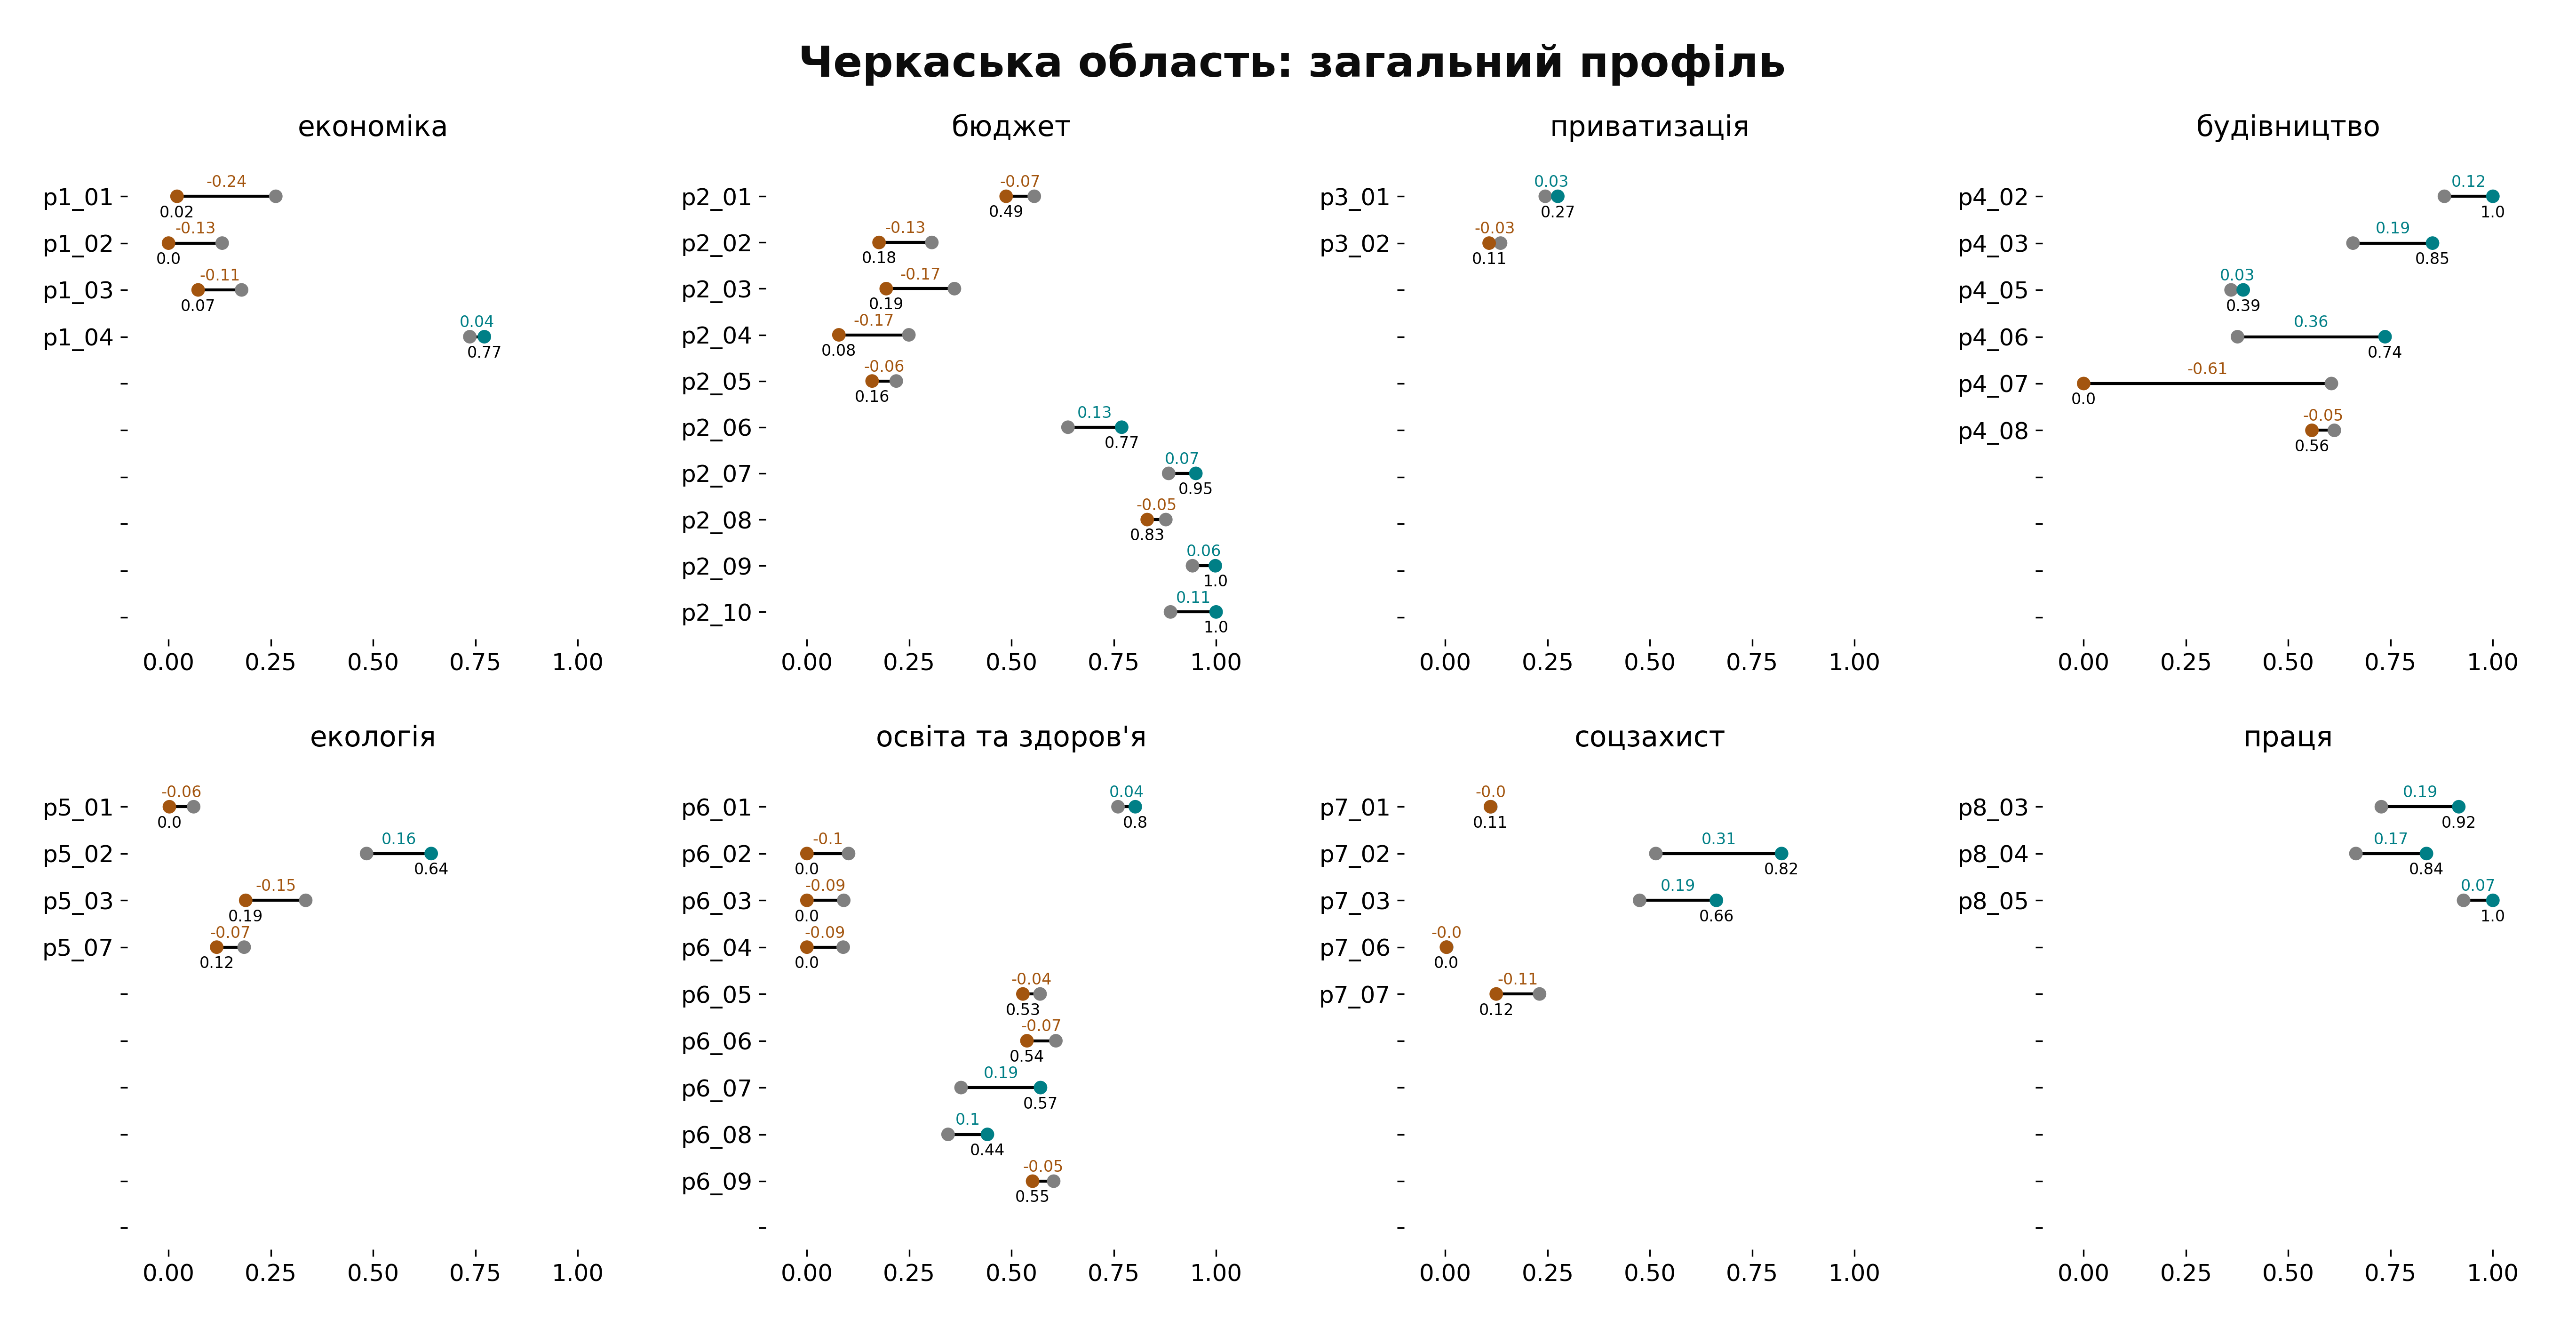 Черкаська область: загальний профіль
економіка
p1_01
-0.24
0.02
p1_02
-0.13
0.0
p1_03
-0.11
0.07
p1_04
0.04
0.77
0.00 0.25 0.50 0.75 1.00
бюджет
p2_01
-0.07
0.49
p2_02
-0.13
0.18
p2_03
-0.17
0.19
p2_04
-0.17
0.08
p2_05
-0.06
0.16
p2_06
0.13
0.77
p2_07
0.07
0.95
p2_08
-0.05
0.83
p2_09
0.06
1.0
p2_10
0.11
1.0
0.00 0.25 0.50 0.75 1.00
приватизація
p3_01
0.03
0.27
p3_02
-0.03
0.11
0.00 0.25 0.50 0.75 1.00
будівництво
p4_02
0.12
1.0
p4_03
0.19
0.85
p4_05
0.03
0.39
p4_06
0.36
0.74
p4_07
-0.61
0.0
p4_08
-0.05
0.56
0.00 0.25 0.50 0.75 1.00
екологія
p5_01
-0.06
0.0
p5_02
0.16
0.64
p5_03
-0.15
0.19
p5_07
-0.07
0.12
0.00 0.25 0.50 0.75 1.00
освіта та здоров'я
p6_01
0.04
0.8
p6_02
-0.1
0.0
p6_03
-0.09
0.0
p6_04
-0.09
0.0
p6_05
-0.04
0.53
p6_06
-0.07
0.54
p6_07
0.19
0.57
p6_08
0.1
0.44
p6_09
-0.05
0.55
0.00 0.25 0.50 0.75 1.00
соцзахист
p7_01
-0.0
0.11
p7_02
0.31
0.82
p7_03
0.19
0.66
p7_06
-0.0
0.0
p7_07
-0.11
0.12
0.00 0.25 0.50 0.75 1.00
праця
p8_03
0.19
0.92
p8_04
0.17
0.84
p8_05
0.07
1.0
0.00 0.25 0.50 0.75 1.00